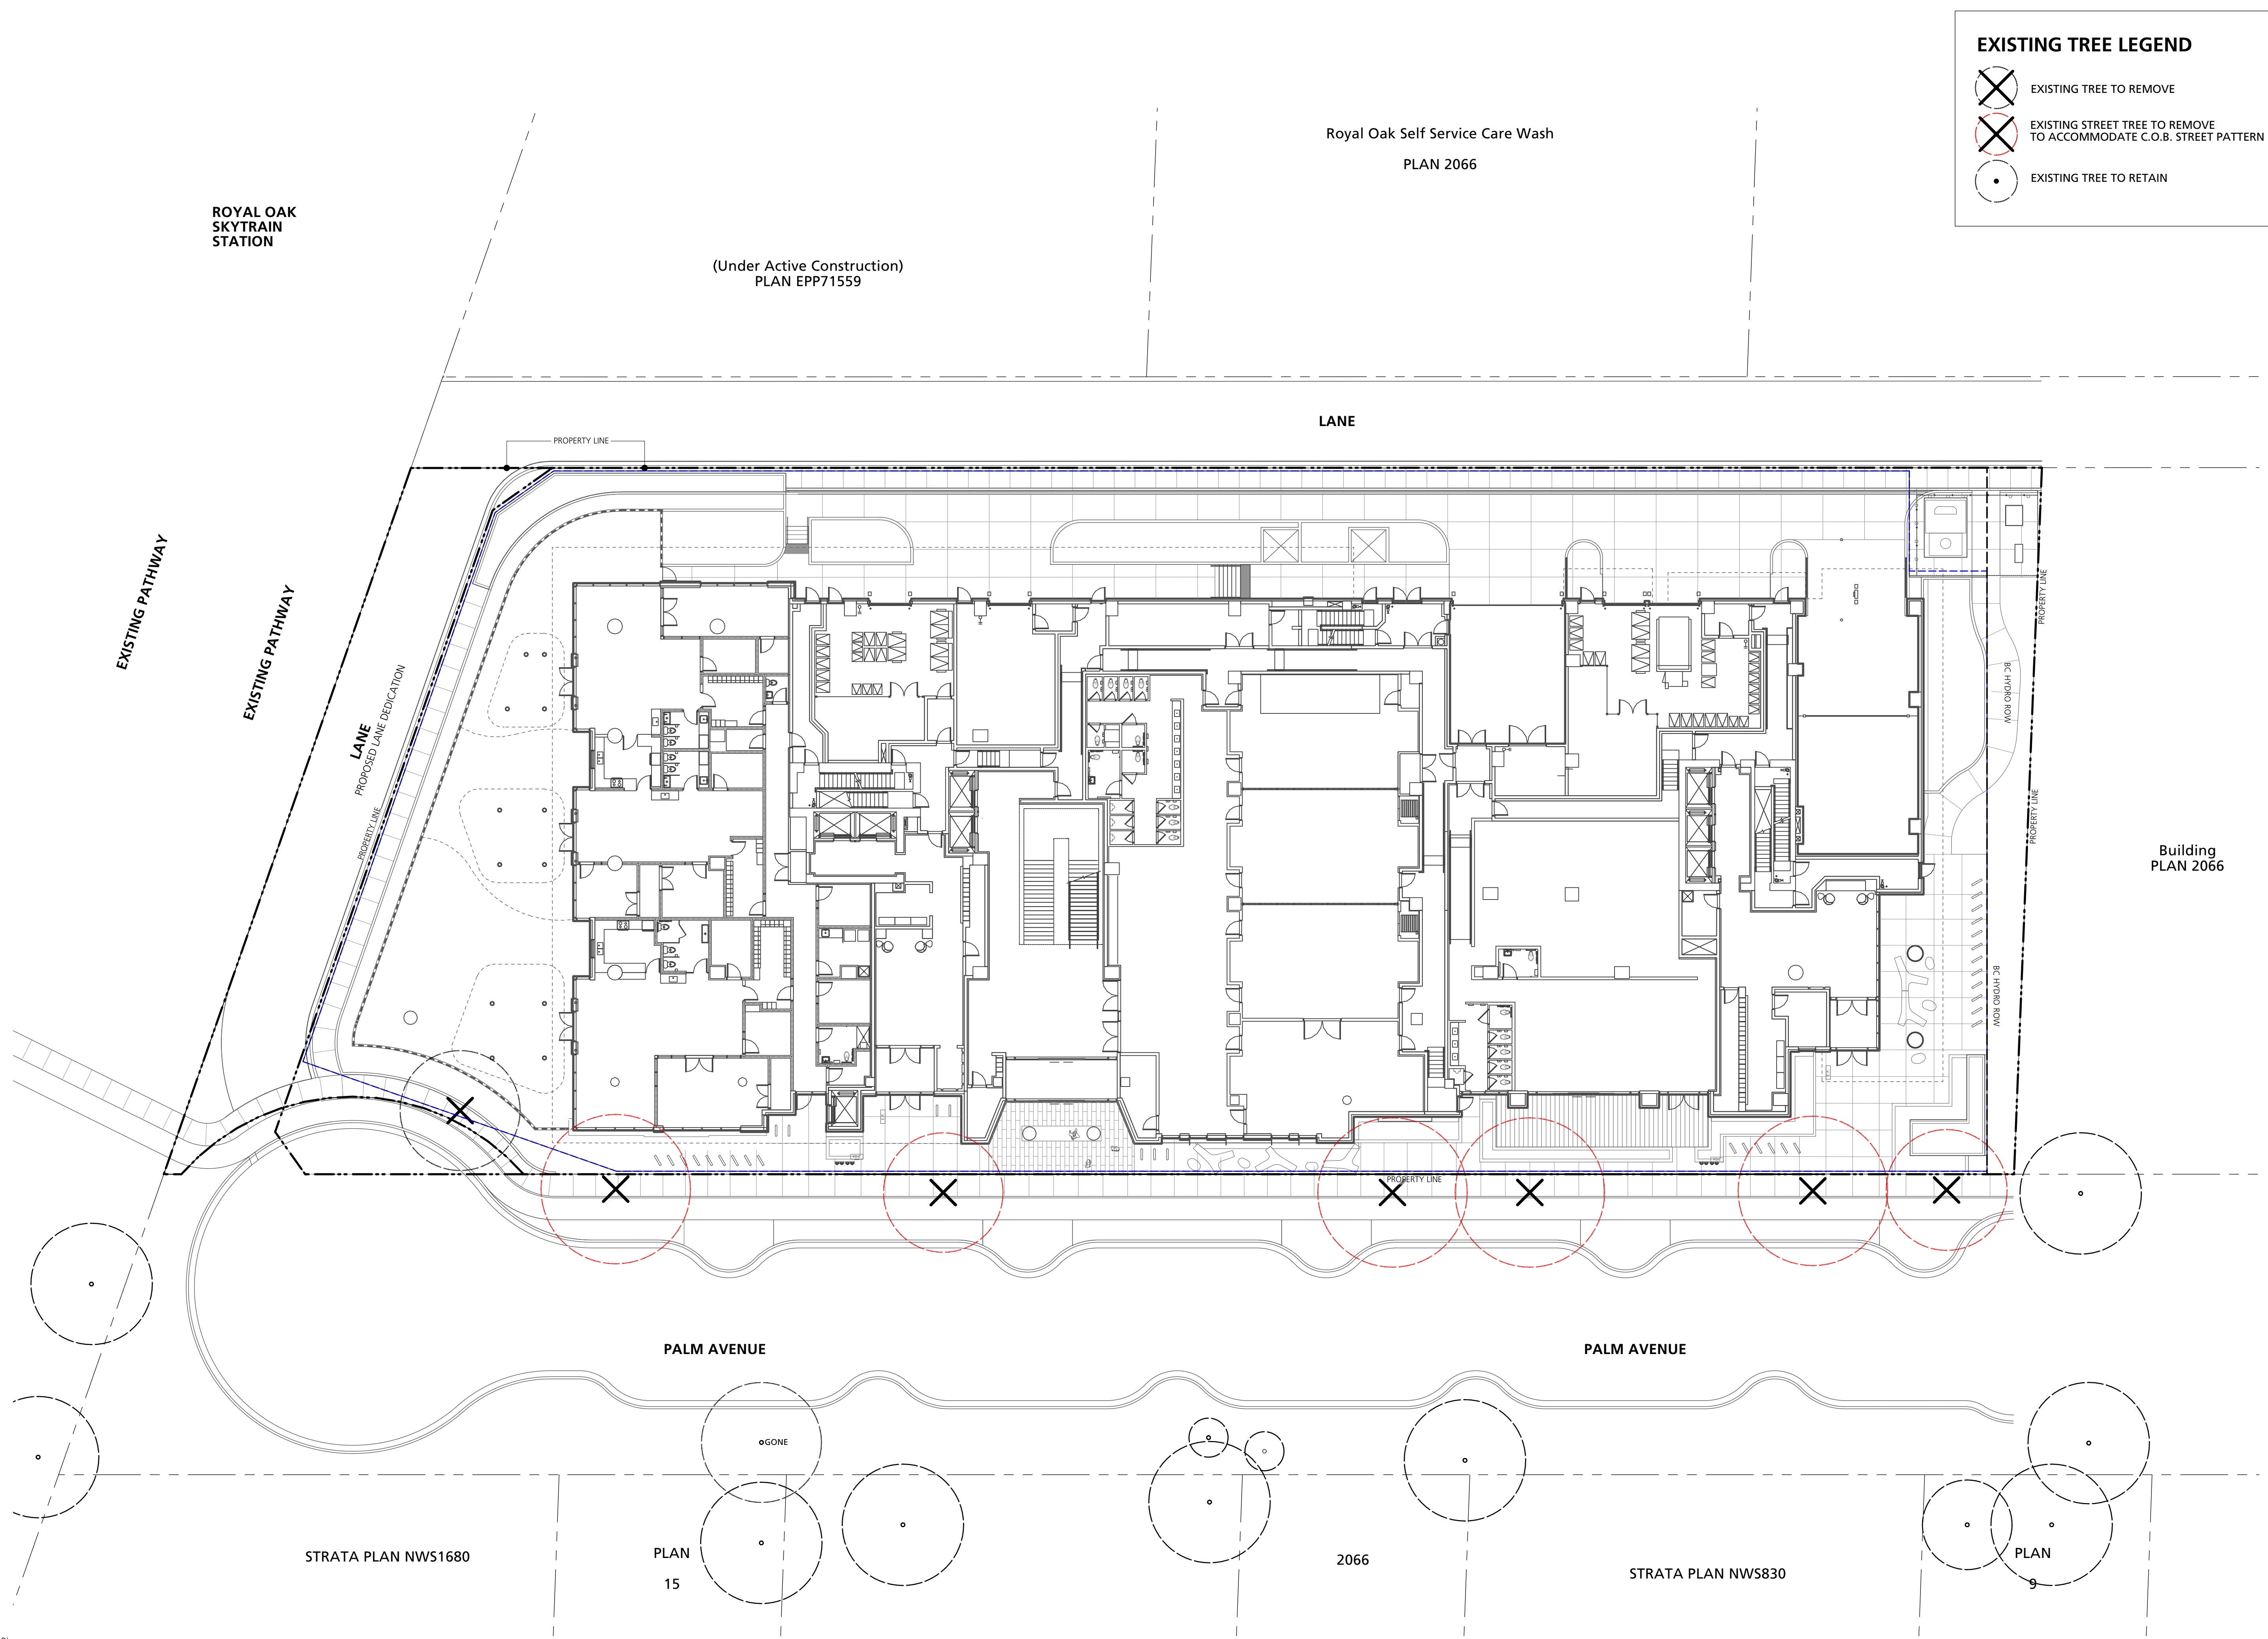 EXISTING TREE LEGEND
EXISTING TREE TO REMOVE
EXISTING STREET TREE TO REMOVE
TO ACCOMMODATE C.O.B. STREET PATTERN
EXISTING TREE TO RETAIN
Royal Oak Self Service Care Wash
PLAN 2066
ROYAL OAK
SKYTRAIN
STATION
(Under Active Construction)
PLAN EPP71559
LANE
PROPERTY LINE
EXISTING PATHWAY
EXISTING PATHWAY
LANE
PROPOSED LANE DEDICATION
PROPERTY LINE
PROPERTY LINE
BC HYDRO ROW
PROPERTY LINE
Building
PLAN 2066
BC HYDRO ROW
PROPERTY LINE
PALM AVENUE
PALM AVENUE
GONE
STRATA PLAN NWS1680
PLAN
15
2066
STRATA PLAN NWS830
PLAN
9